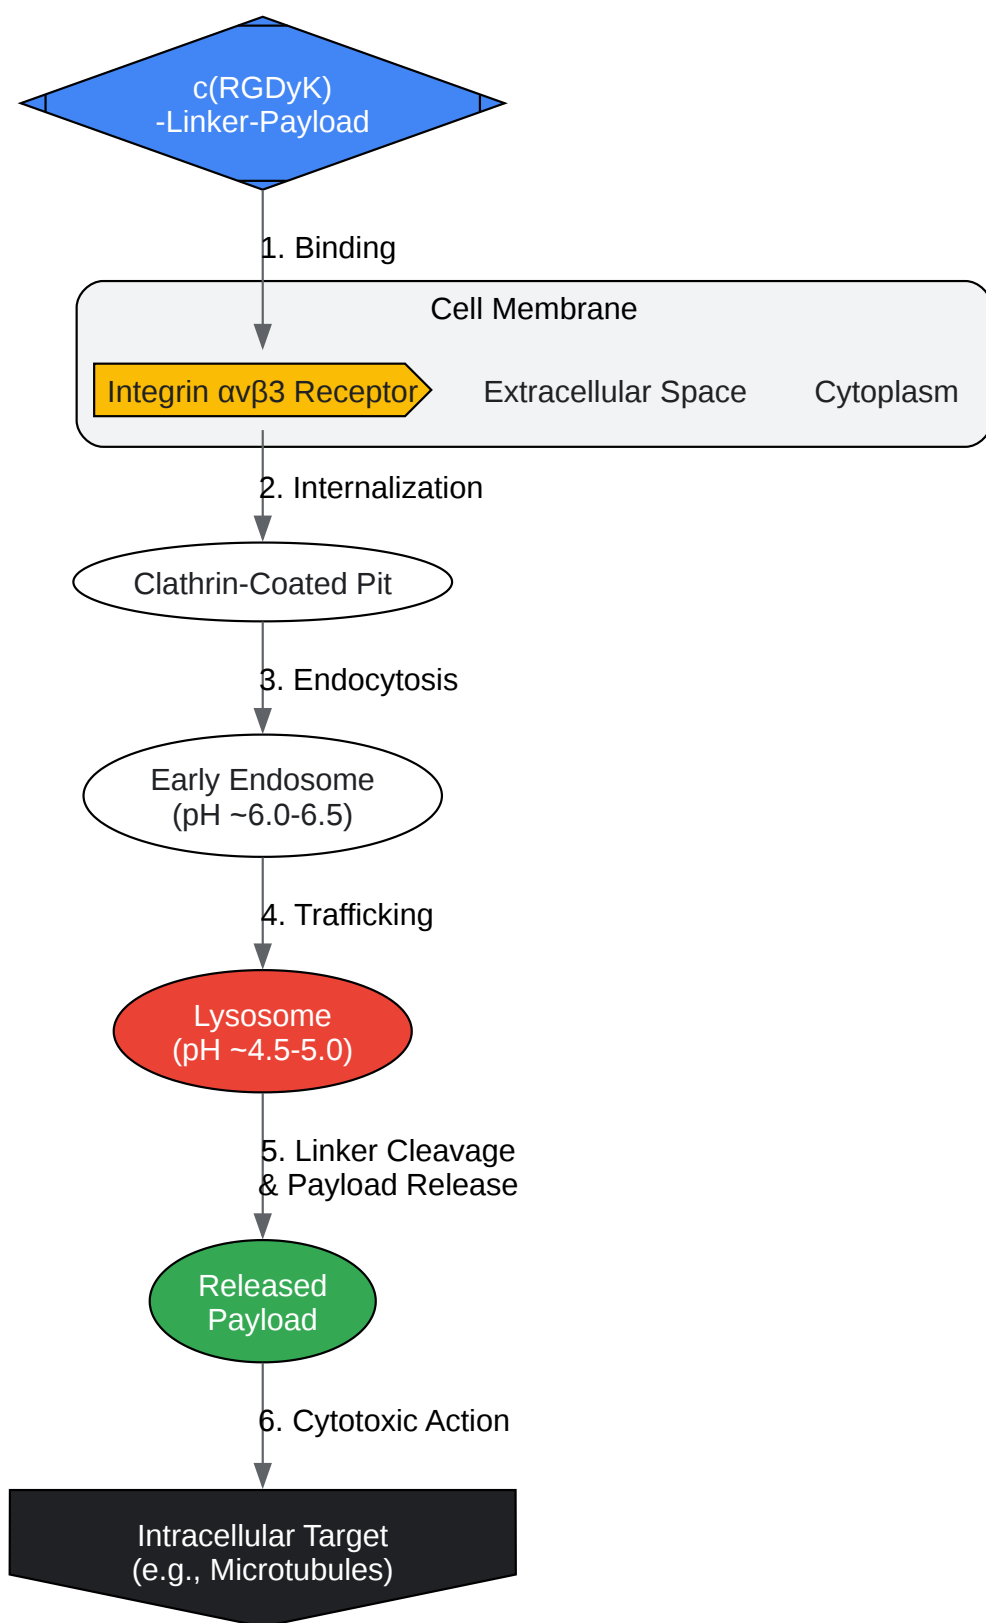 c(RGDyK)
-Linker-Payload
1. Binding
Cell Membrane
Integrin αvβ3 Receptor
Extracellular Space
Cytoplasm
2. Internalization
Clathrin-Coated Pit
3. Endocytosis
Early Endosome
(pH ~6.0-6.5)
4. Trafficking
Lysosome
(pH ~4.5-5.0)
5. Linker Cleavage
& Payload Release
Released
Payload
6. Cytotoxic Action
Intracellular Target
(e.g., Microtubules)